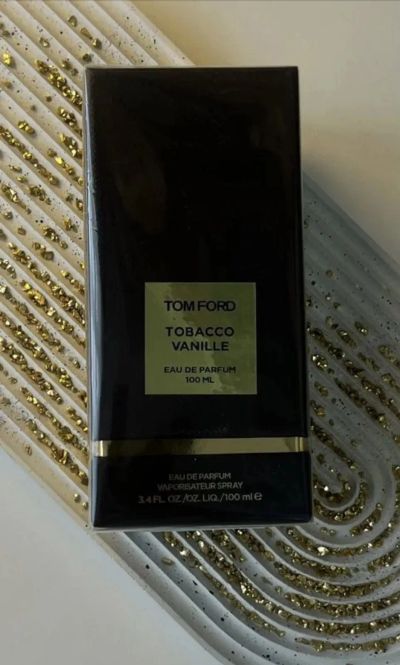 TOM FORD
TOBACCO
VANILLE
EAU DE PARFUM
100 ML
EAU DE PARFUM
VAPORISATEUR SPRAY
3.4 FL. OZ./OZ. LIQ./100 ml e